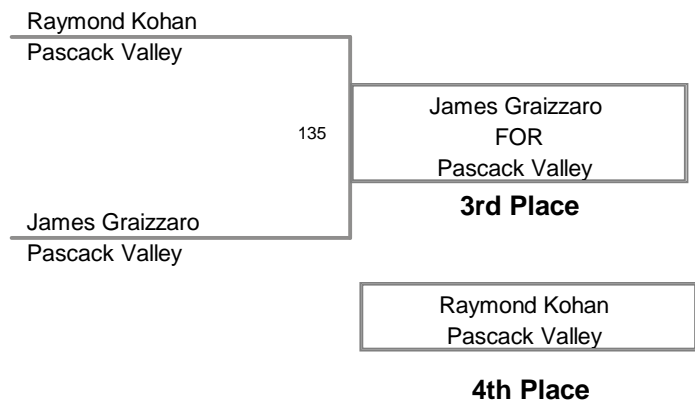 Raymond Kohan
Pascack Valley
James Graizzaro
135
FOR
Pascack Valley
3rd Place
James Graizzaro
Pascack Valley
Raymond Kohan
Pascack Valley
4th Place